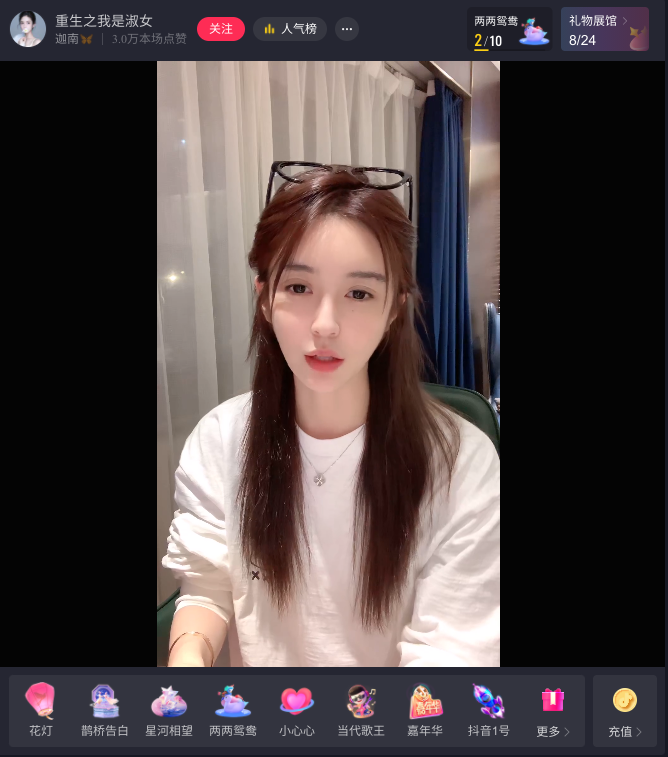 重生之我是淑女
关注
人气榜
两两鸳鸯
礼物展馆
迦南 | 3.0万本场点赞
2/10
8/24
嘉年华
花灯
鹊桥告白
星河相望
两两鸳鸯
小心心
当代歌王
嘉年华
抖音1号
更多
充值